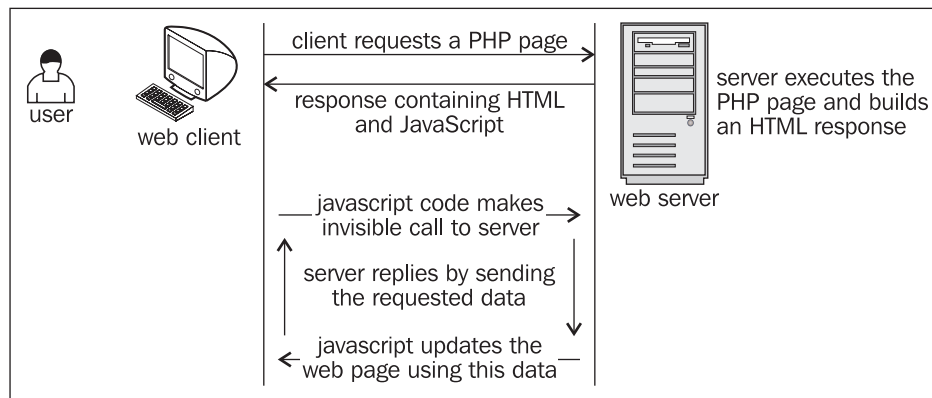 client requests a PHP page
user
web client
response containing HTML
and JavaScript
server executes the
PHP page and builds
an HTML response
web server
javascript code makes
invisible call to server
server replies by sending
the requested data
javascript updates the
web page using this data